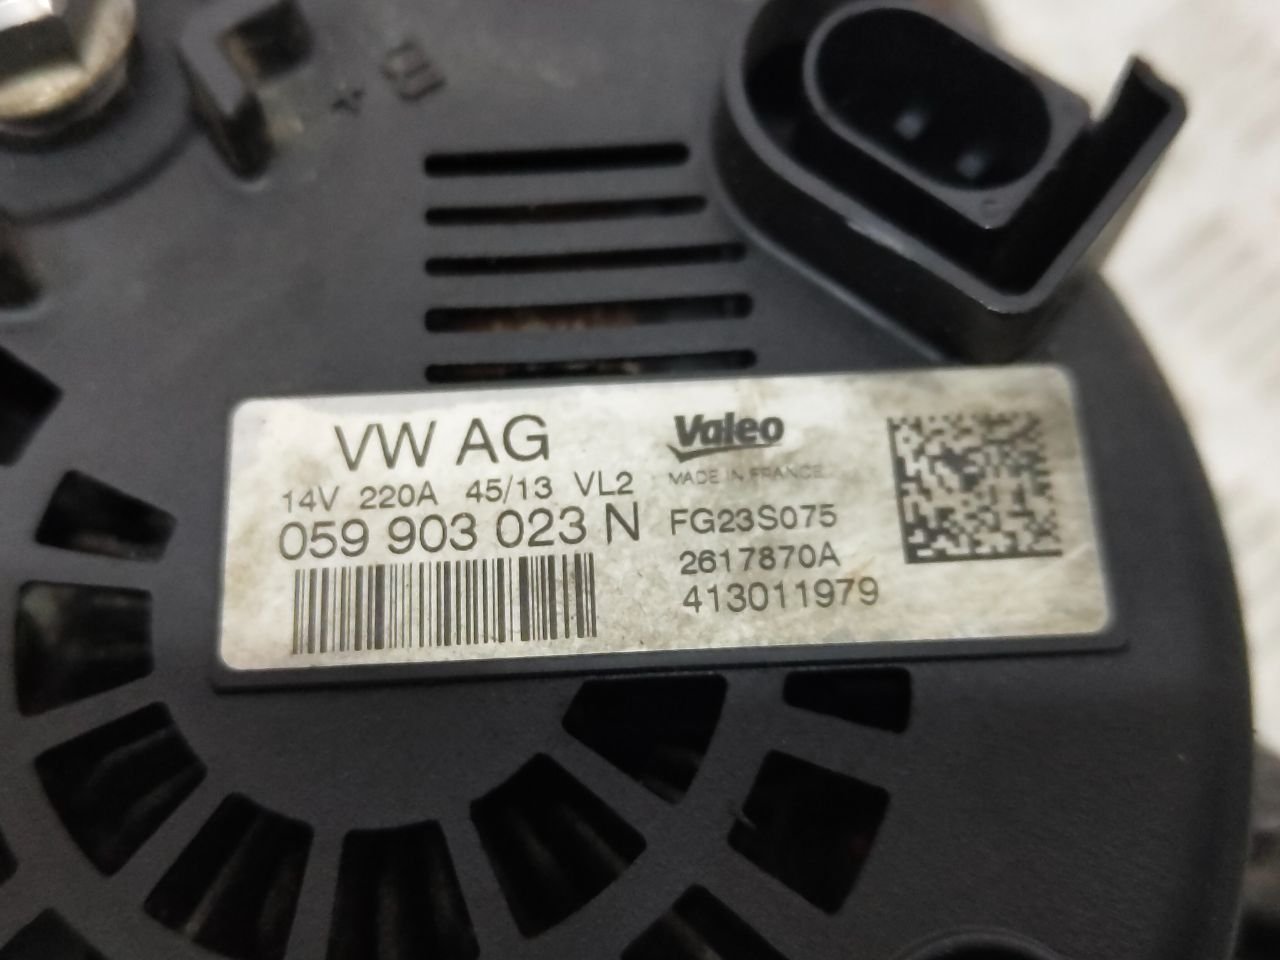 B +
VW AG
14V 220A 45/13 VL2
059 903 023 N
Valeo
MADE IN FRANCE
FG23S075
2617870A
413011979